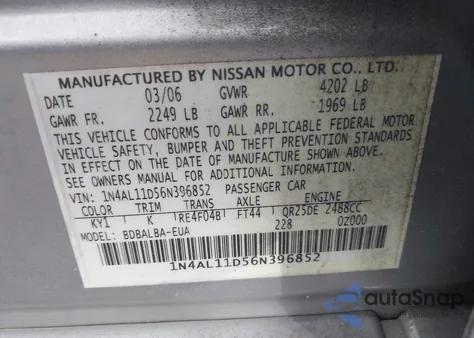 MANUFACTURED BY NISSAN MOTOR CO., LTD.
DATE 03/06 GVWR 4202 LB
GAWR FR. 2249 LB GAWR RR. 1969 LB
THIS VEHICLE CONFORMS TO ALL APPLICABLE FEDERAL MOTOR
VEHICLE SAFETY, BUMPER AND THEFT PREVENTION STANDARDS
IN EFFECT ON THE DATE OF MANUFACTURE SHOWN ABOVE.
SEE OWNERS MANUAL FOR ADDITIONAL INFORMATION
VIN: 1N4AL11D56N396852 PASSENGER CAR
COLOR TRIM TRANS AXLE ENGINE
KY1 K RE4F04B FT44 QR25DE 2488CC
MODEL: BDBALBA-EUA 228 0Z000
1N4AL11D56N396852
autoSnap